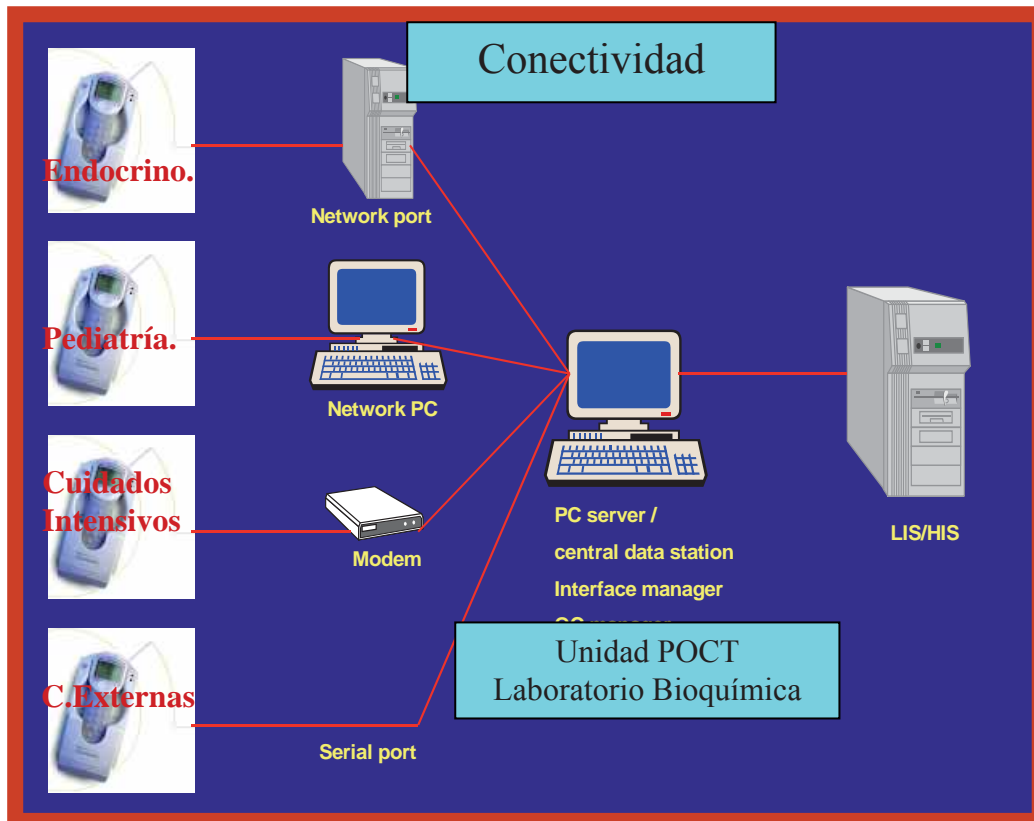 Conectividad
Endocrino.
Network port
Pediatría.
Network PC
Cuidados
Intensivos
Modem
C.Externas
Serial port
PC server /
central data station
Interface manager
Unidad POCT
Laboratorio Bioquímica
LIS/HIS